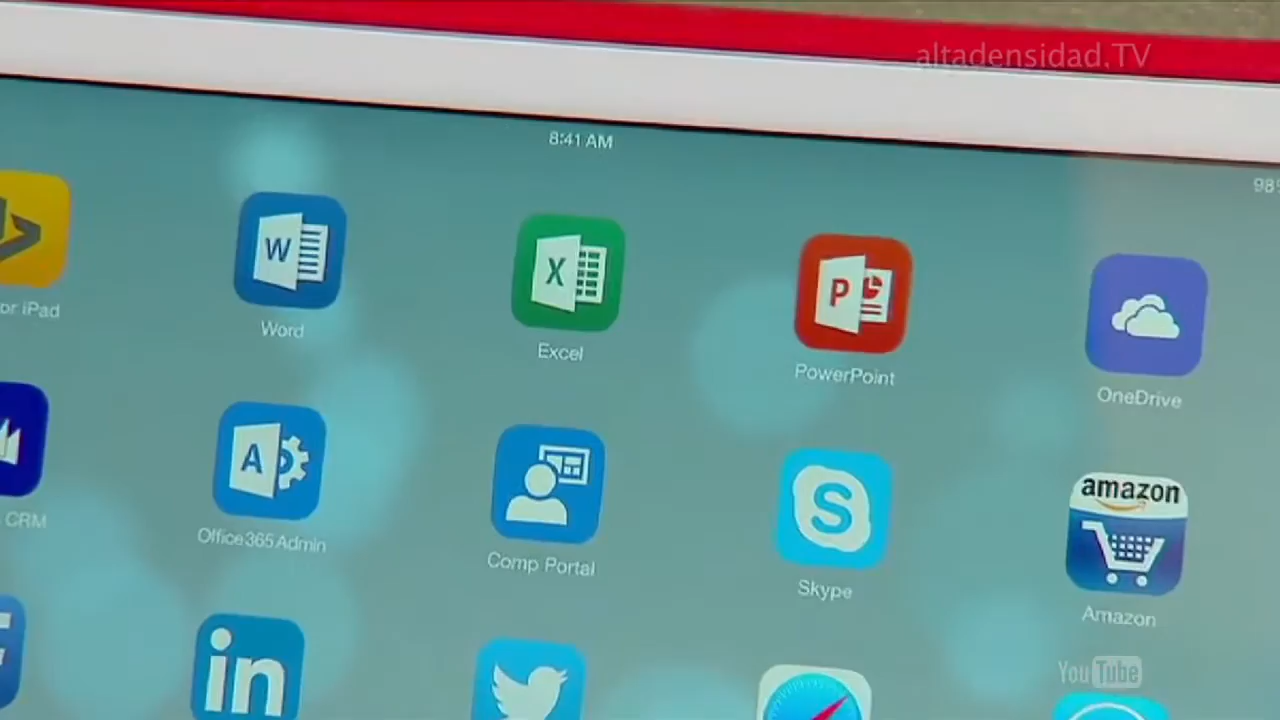 altadensidad.TV
8:41 AM
98%
or iPad
W
Word
X
Excel
P
PowerPoint
OneDrive
CRM
A
Office365 Admin
Comp Portal
S
Skype
amazon
Amazon
in
YouTube